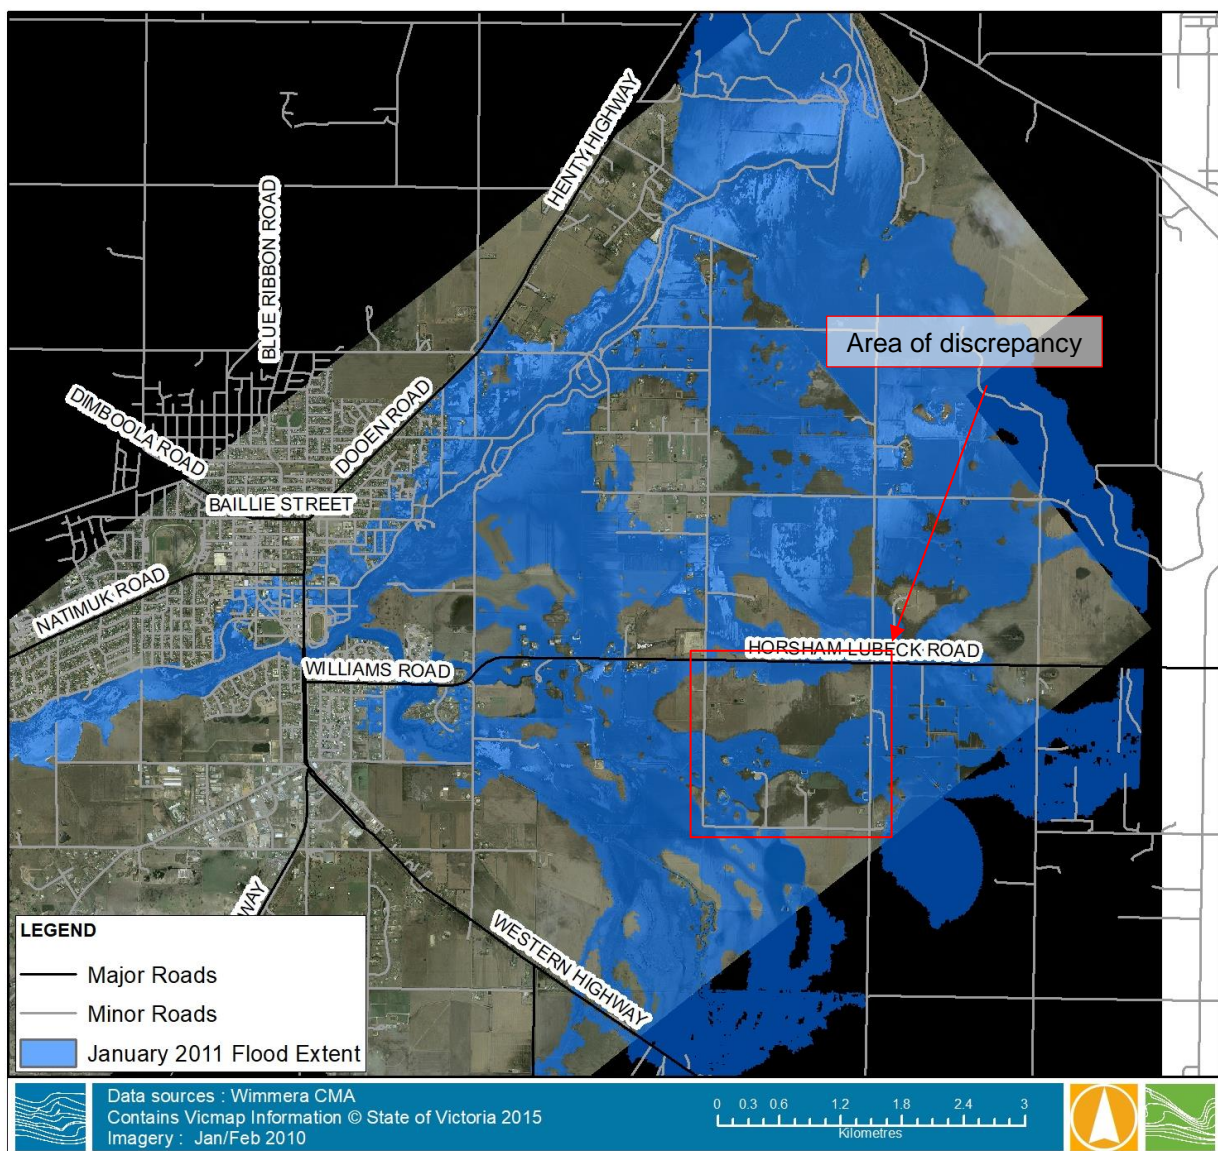 HENTY HIGHWAY
BLUE RIBBON ROAD
Area of discrepancy
DIMBOOLA ROAD
DOOEN ROAD
BAILLIE STREET
NATIMUK ROAD
HORSHAM LUBECK ROAD
WILLIAMS ROAD
WAY
WESTERN HIGHWAY
LEGEND
Major Roads
Minor Roads
January 2011 Flood Extent
Data sources : Wimmera CMA
Contains Vicmap Information © State of Victoria 2015
Imagery : Jan/Feb 2010
0 0.3 0.6 1.2 1.8 2.4 3
Kilometres